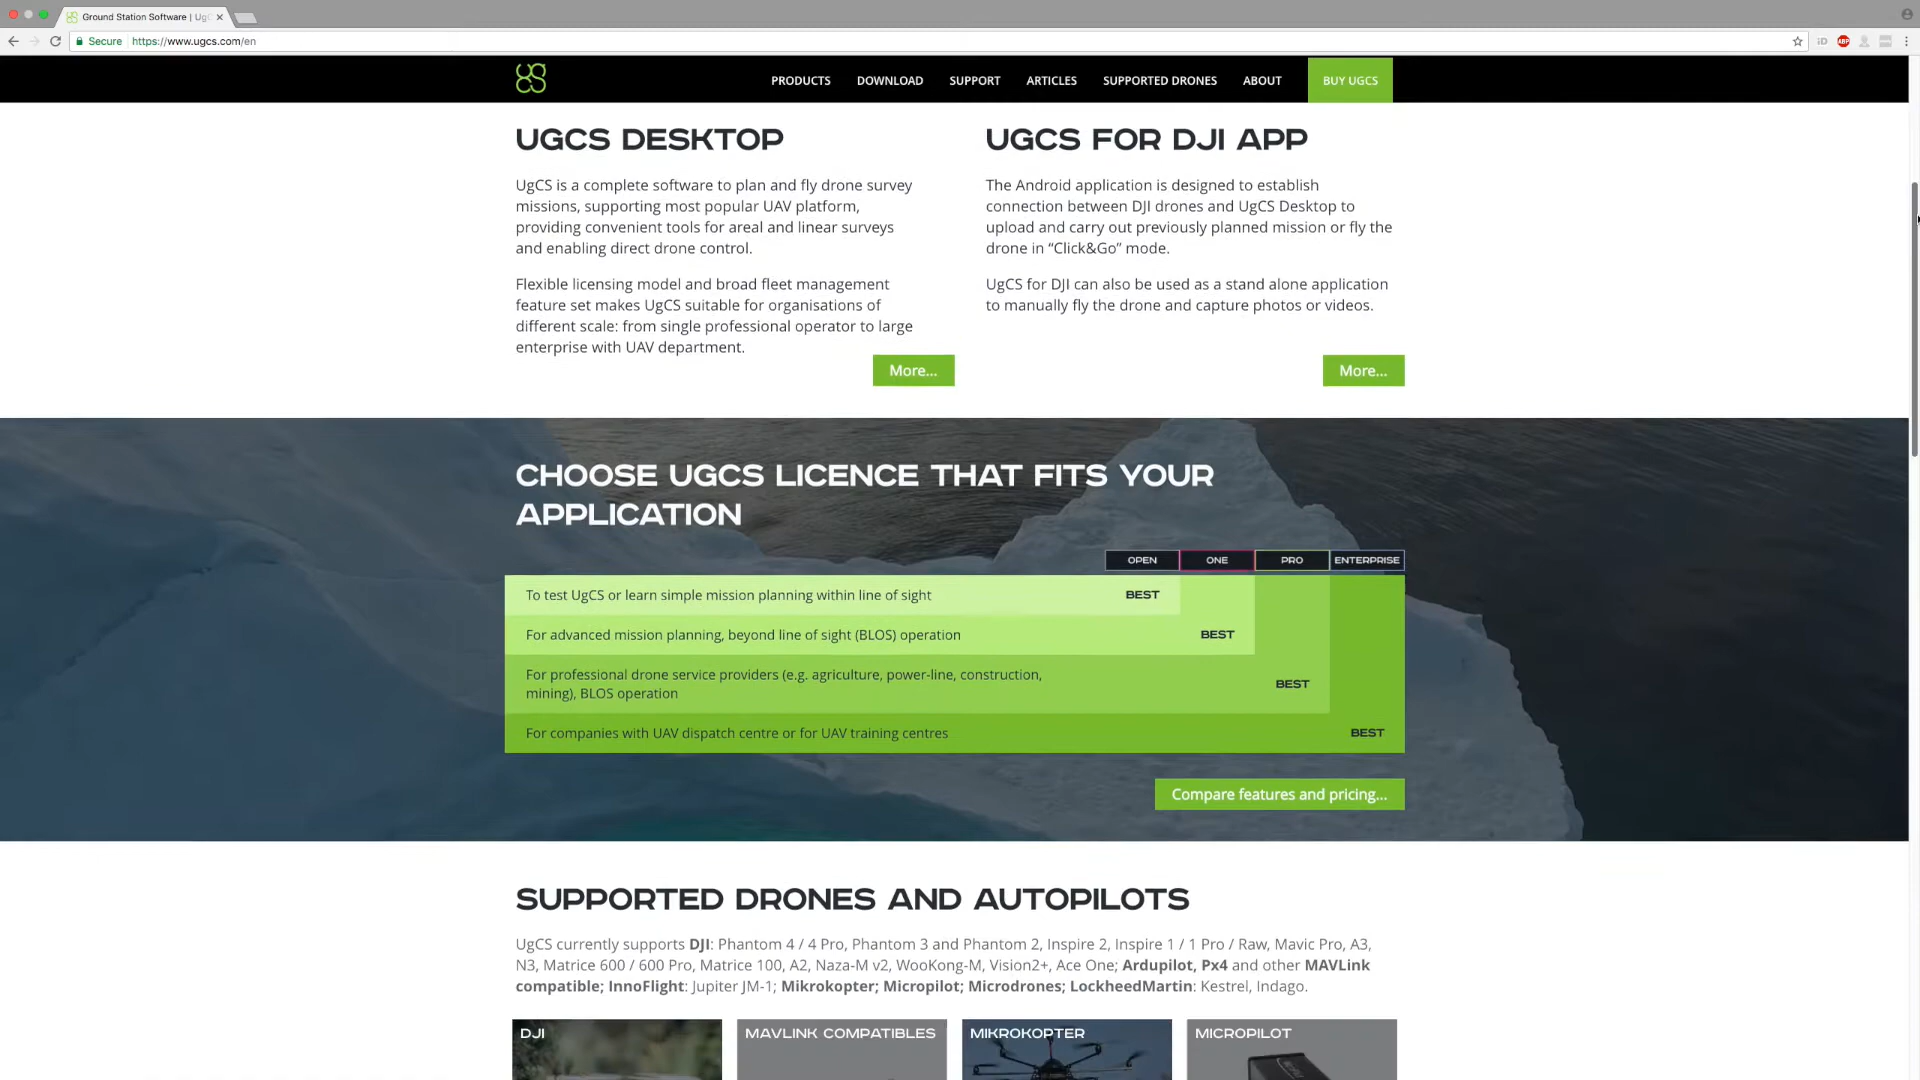 Ground Station Software | Ug
Secure https://www.ugcs.com/en
PRODUCTS DOWNLOAD SUPPORT ARTICLES SUPPORTED DRONES ABOUT BUY UGCS
UGCS DESKTOP
UgCS is a complete software to plan and fly drone survey
missions, supporting most popular UAV platform,
providing convenient tools for areal and linear surveys
and enabling direct drone control.
Flexible licensing model and broad fleet management
feature set makes UgCS suitable for organisations of
different scale: from single professional operator to large
enterprise with UAV department.
More...
UGCS FOR DJI APP
The Android application is designed to establish
connection between DJI drones and UgCS Desktop to
upload and carry out previously planned mission or fly the
drone in “Click&Go” mode.
UgCS for DJI can also be used as a stand alone application
to manually fly the drone and capture photos or videos.
More...
CHOOSE UGCS LICENCE THAT FITS YOUR
APPLICATION
OPEN ONE PRO ENTERPRISE
To test UgCS or learn simple mission planning within line of sight BEST
For advanced mission planning, beyond line of sight (BLOS) operation BEST
For professional drone service providers (e.g. agriculture, power-line, construction,
mining), BLOS operation BEST
For companies with UAV dispatch centre or for UAV training centres BEST
Compare features and pricing...
SUPPORTED DRONES AND AUTOPILOTS
UgCS currently supports DJI: Phantom 4 / 4 Pro, Phantom 3 and Phantom 2, Inspire 2, Inspire 1 / 1 Pro / Raw, Mavic Pro, A3,
N3, Matrice 600 / 600 Pro, Matrice 100, A2, Naza-M v2, WooKong-M, Vision2+, Ace One; Ardupilot, Px4 and other MAVLink
compatible; InnoFlight: Jupiter JM-1; Mikrokopter; Micropilot; Microdrones; LockheedMartin: Kestrel, Indago.
DJI MAVLINK COMPATIBLES MIKROKOPTER MICROPILOT